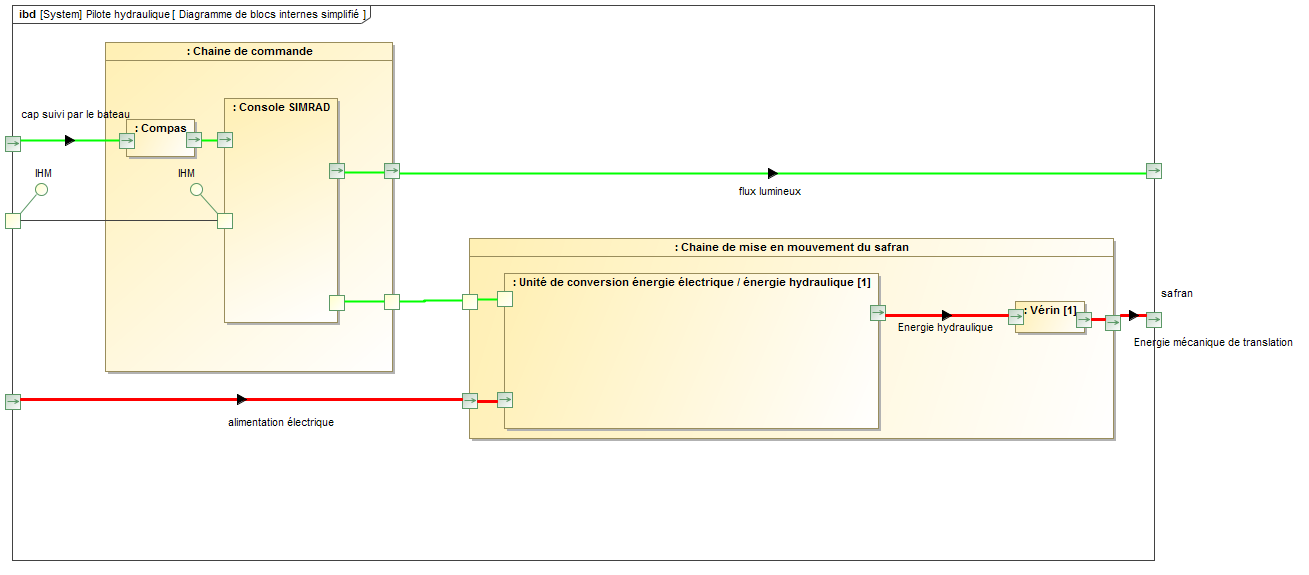 ibd [System] Pilote hydraulique [ Diagramme de blocs internes simplifié ]
: Chaine de commande
: Console SIMRAD
cap suivi par le bateau
: Compas
IHM
IHM
flux lumineux
: Chaine de mise en mouvement du safran
: Unité de conversion énergie électrique / énergie hydraulique [1]
safran
: Vérin [1]
Energie hydraulique
Energie mécanique de translation
alimentation électrique